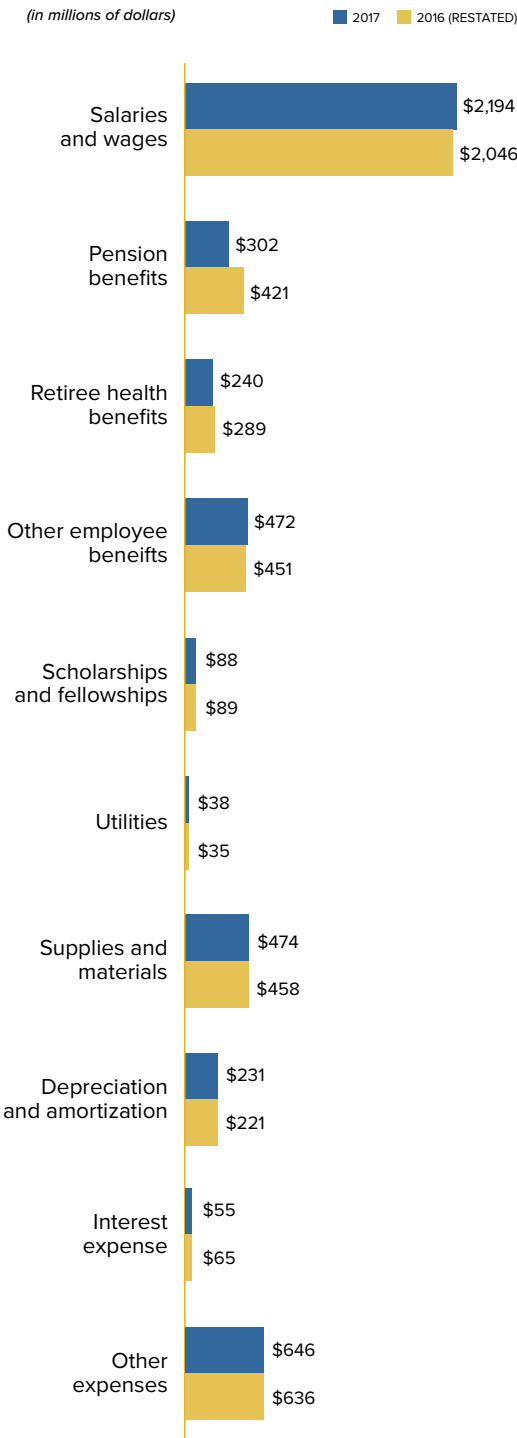 (in millions of dollars)
2017
2016 (RESTATED)
Salaries
and wages
$2,194
$2,046
Pension
benefits
$302
$421
Retiree health
benefits
$240
$289
Other employee
beneifts
$472
$451
Scholarships
and fellowships
$88
$89
Utilities
$38
$35
Supplies and
materials
$474
$458
Depreciation
and amortization
$231
$221
Interest
expense
$55
$65
Other
expenses
$646
$636